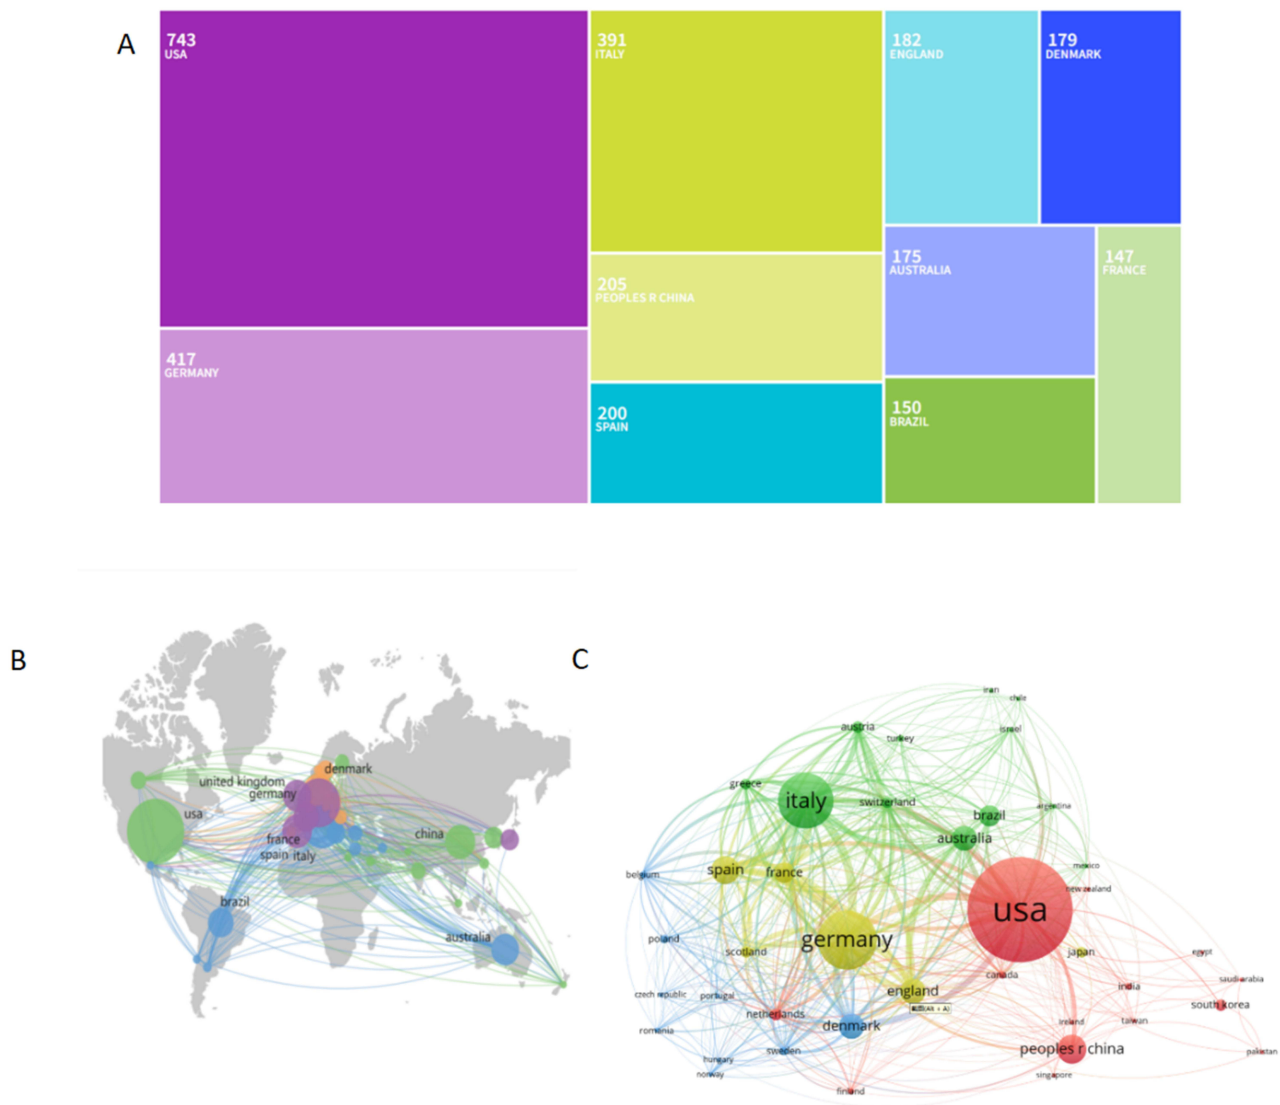 A
743
USA
391
ITALY
182
ENGLAND
179
DENMARK
205
PEOPLES R CHINA
175
AUSTRALIA
147
FRANCE
417
GERMANY
200
SPAIN
150
BRAZIL
B
denmark
united kingdom
germany
usa
china
france
spain
italy
brazil
australia
C
iran
chile
austria
turkey
israel
greece
italy
switzerland
brazil
argentina
australia
spain
france
mexico
belgium
new zealand
usa
germany
poland
scotland
japan
egypt
canada
saudi arabia
india
england
czech republic
portugal
south korea
netherlands
denmark
ireland
taiwan
romania
sweden
peoples r china
pakistan
hungary
norway
singapore
finland